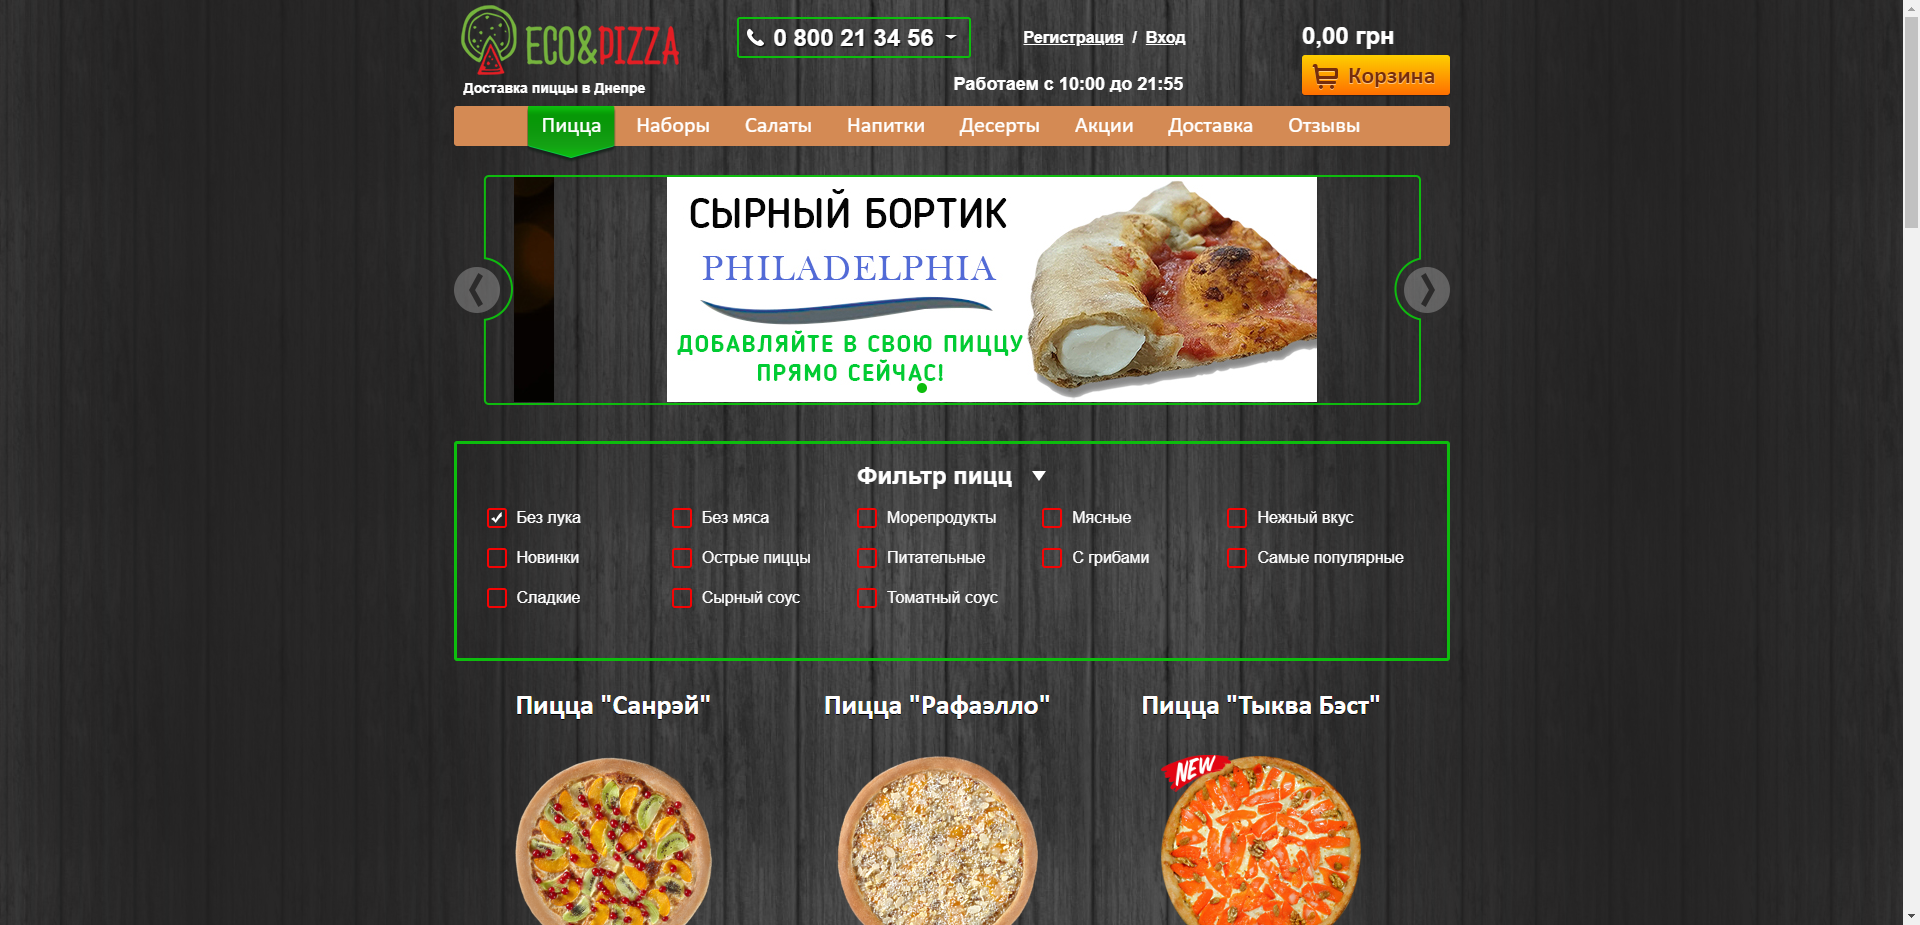 ECO&PIZZA
Доставка пиццы в Днепре
0 800 21 34 56
Регистрация / Вход
Работаем с 10:00 до 21:55
0,00 грн
Корзина
Пицца Наборы Салаты Напитки Десерты Акции Доставка Отзывы
СЫРНЫЙ БОРТИК
PHILADELPHIA
ДОБАВЛЯЙТЕ В СВОЮ ПИЦЦУ
ПРЯМО СЕЙЧАС!
Фильтр пицц
Без лука Без мяса Морепродукты Мясные Нежный вкус
Новинки Острые пиццы Питательные С грибами Самые популярные
Сладкие Сырный соус Томатный соус
Пицца "Санрэй" Пицца "Рафаэлло" Пицца "Тыква Бэст"
NEW